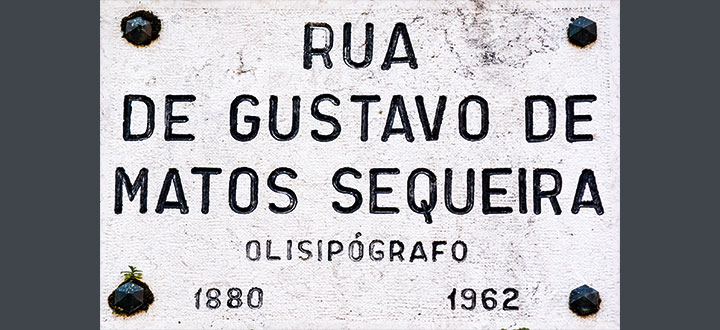 RUA
DE GUSTAVO DE
MATOS SEQUEIRA
OLISIPÓGRAFO
1880 1962